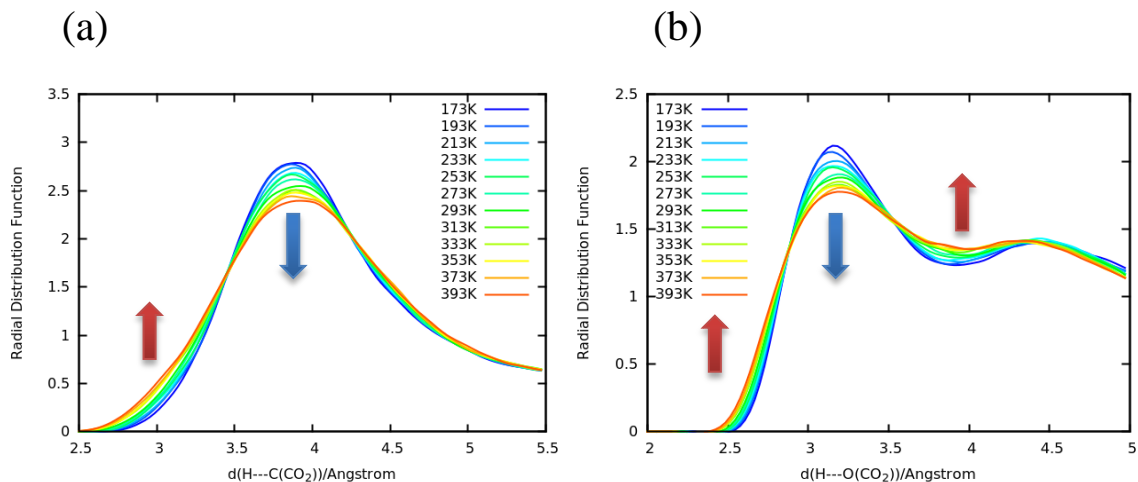 (a)
(b)
Radial Distribution Function
3.5
3
2.5
2
1.5
1
0.5
0
173K
193K
213K
233K
253K
273K
293K
313K
333K
353K
373K
393K
2.5 3 3.5 4 4.5 5 5.5
d(H---C(CO₂))/Angstrom
Radial Distribution Function
2.5
2
1.5
1
0.5
0
173K
193K
213K
233K
253K
273K
293K
313K
333K
353K
373K
393K
2 2.5 3 3.5 4 4.5 5
d(H---O(CO₂))/Angstrom